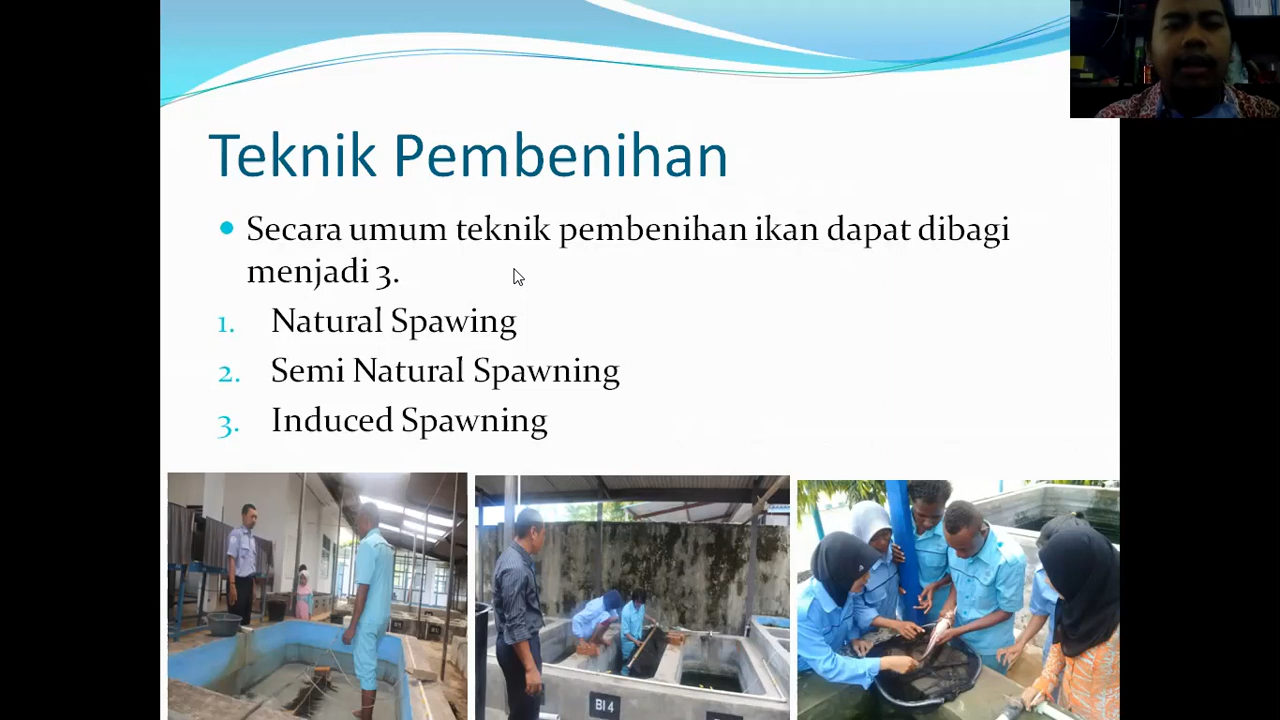 Teknik Pembenihan
• Secara umum teknik pembenihan ikan dapat dibagi
menjadi 3.
1. Natural Spawing
2. Semi Natural Spawning
3. Induced Spawning
BI 4